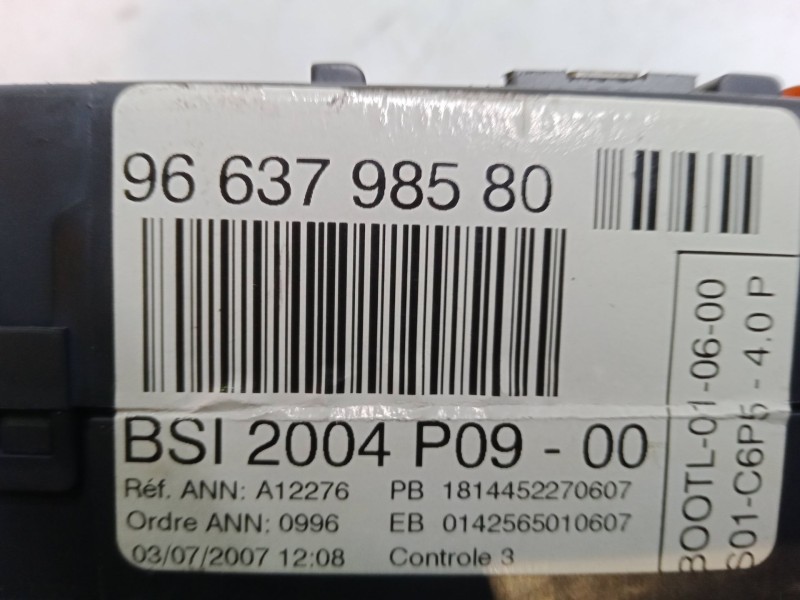 96 637 985 80
BSI 2004 P09 - 00
Réf. ANN: A12276 PB 1814452270607
Ordre ANN: 0996 EB 0142565010607
03/07/2007 12:08 Controle 3
BOOTL-01-06-00
S01-C6P5 - 4.0 P